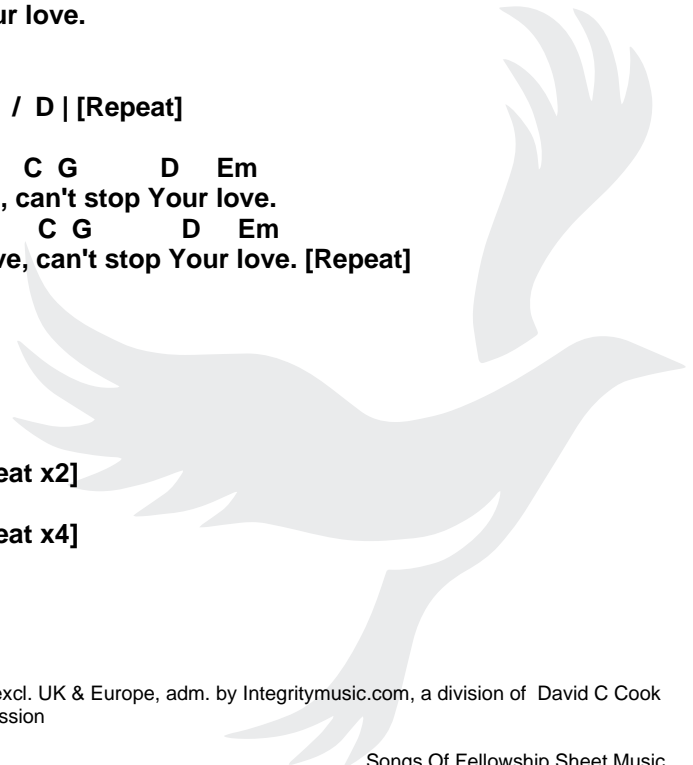 ur love.
/ D | [Repeat]
C G D Em
, can't stop Your love.
C G D Em
ve, can't stop Your love. [Repeat]
eat x2]
eat x4]
excl. UK & Europe, adm. by Integritymusic.com, a division of David C Cook
ssion
Songs Of Fellowship Sheet Music